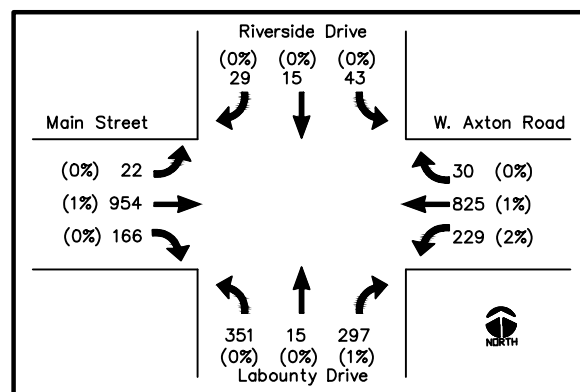 Riverside Drive
(0%) (0%) (0%)
29 15 43
Main Street
W. Axton Road
(0%) 22
30 (0%)
(1%) 954
825 (1%)
(0%) 166
229 (2%)
351 15 297
(0%) (0%) (1%)
Labounty Drive
NORTH